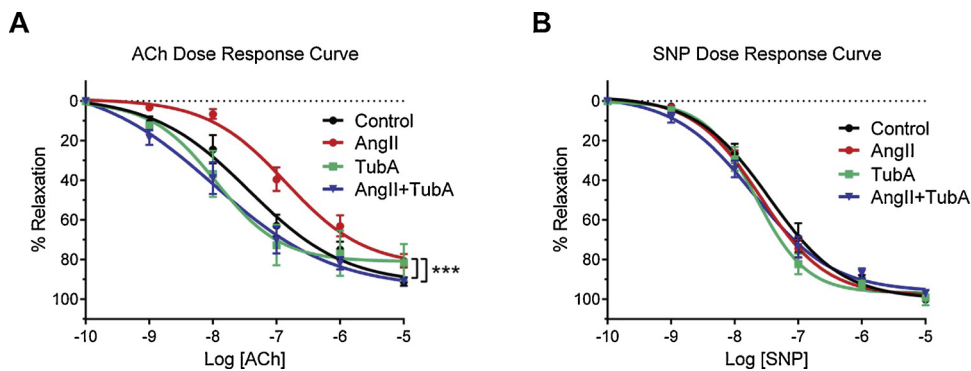 A
ACh Dose Response Curve
0
20
40
60
80
100
% Relaxation
Control
AngII
TubA
AngII+TubA
***
-10 -9 -8 -7 -6 -5
Log [ACh]
B
SNP Dose Response Curve
0
20
40
60
80
100
% Relaxation
Control
AngII
TubA
AngII+TubA
-10 -9 -8 -7 -6 -5
Log [SNP]